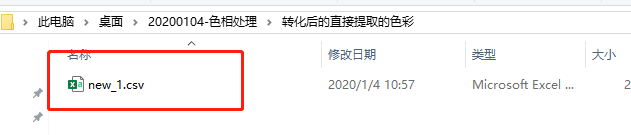 此电脑 > 桌面 > 20200104-色相处理 > 转化后的直接提取的色彩
名称 修改日期 类型 大小
new_1.csv 2020/1/4 10:57 Microsoft Excel ... 2